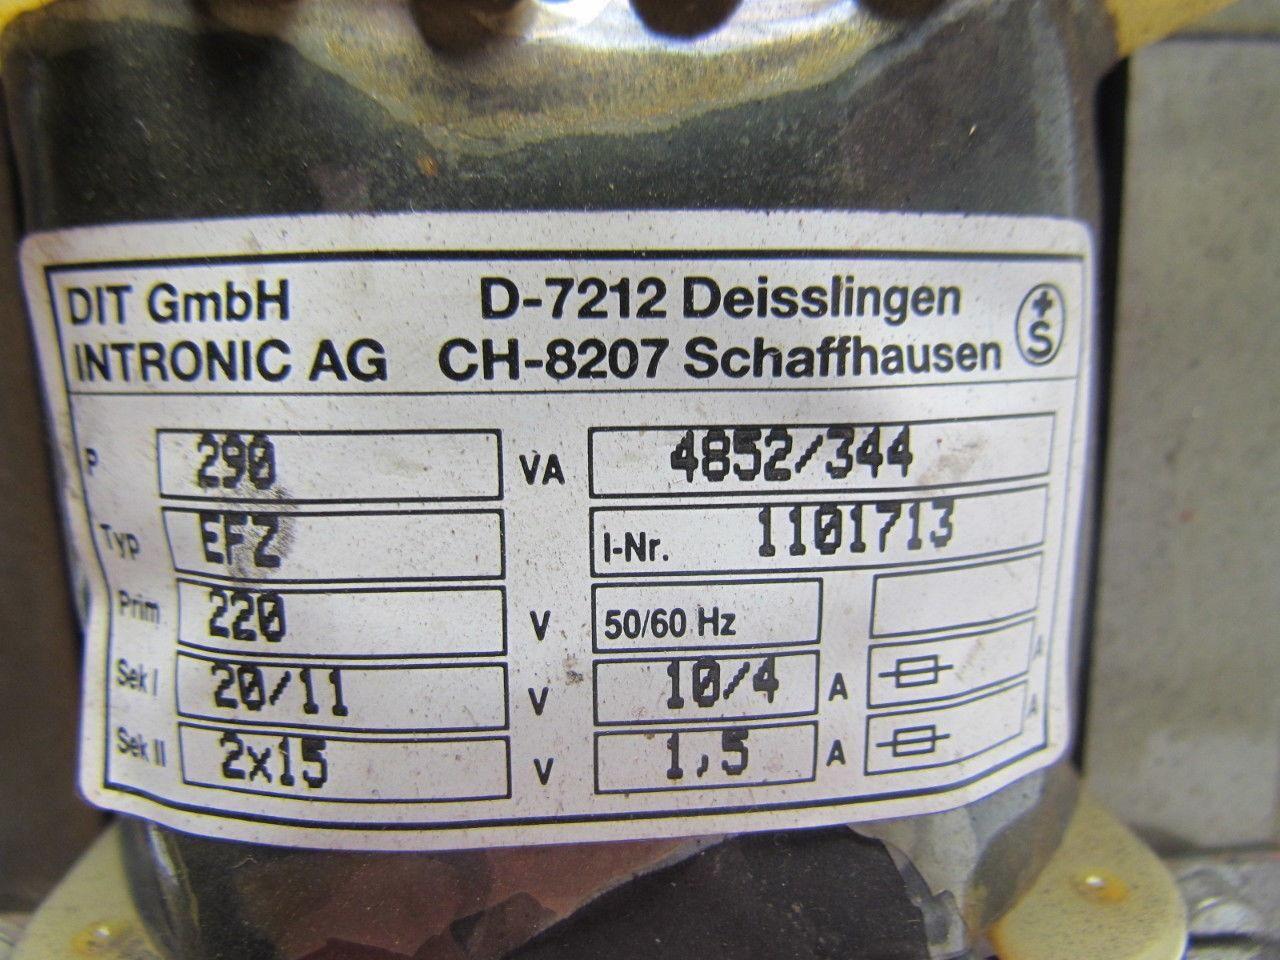 DIT GmbH D-7212 Deisslingen
INTRONIC AG CH-8207 Schaffhausen
+S
P 290 VA 4852/344
Typ EFZ I-Nr. 1101713
Prim 220 V 50/60 Hz
Sek I 20/11 V 10/4 A A
Sek II 2x15 V 1,5 A A